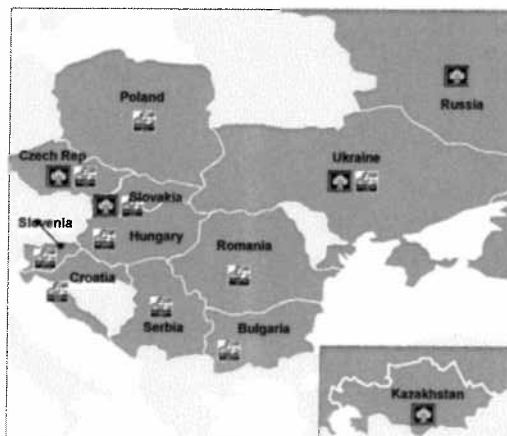 Poland
Russia
Czech Rep
Ukraine
Slovakia
Slovenia
Hungary
Romania
Croatia
Serbia
Bulgaria
Kazakhstan